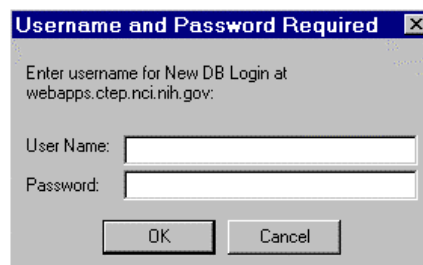 Username and Password Required
Enter username for New DB Login at
webapps.ctep.nci.nih.gov:
User Name:
Password:
OK Cancel